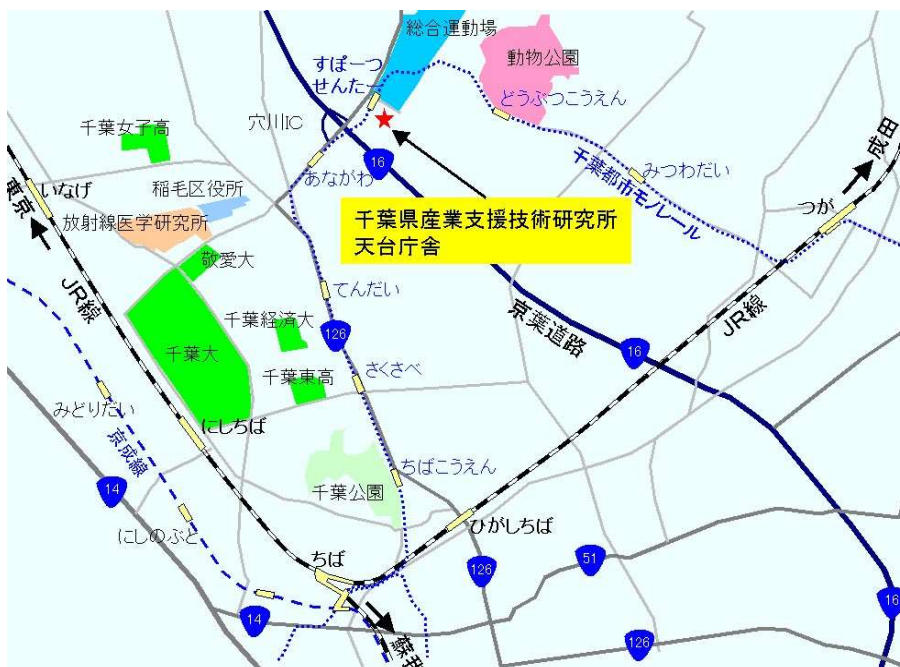 総合運動場
動物公園
すぽーつ
せんたー
どうぶつこうえん
穴川IC
千葉女子高
16
あながわ
みつわだい
成田
千葉都市モノレール
いなげ
稲毛区役所
東京
放射線医学研究所
千葉県産業支援技術研究所
天台庁舎
つが
敬愛大
JR線
てんだい
千葉経済大
126
京葉道路
JR線
16
千葉大
さくさべ
千葉東高
みどりだい
にしちば
京成線
ちばこうえん
14
千葉公園
にしのぶと
ひがしちば
ちば
51
126
16
14
蘇我
126